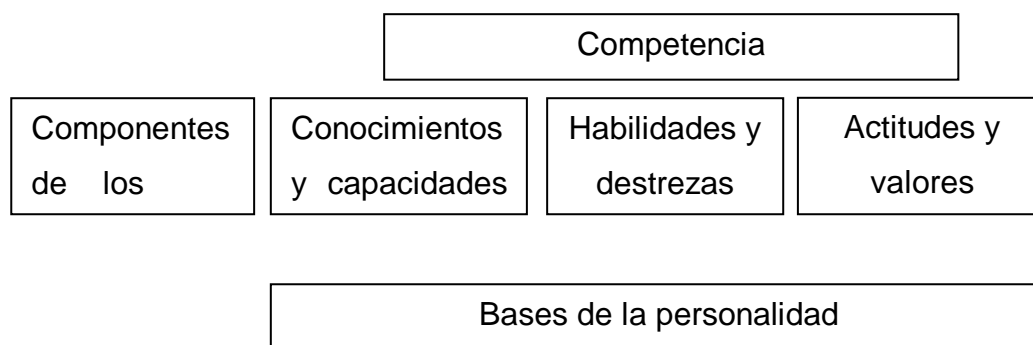 Competencia
Componentes
de los
Conocimientos
y capacidades
Habilidades y
destrezas
Actitudes y
valores
Bases de la personalidad